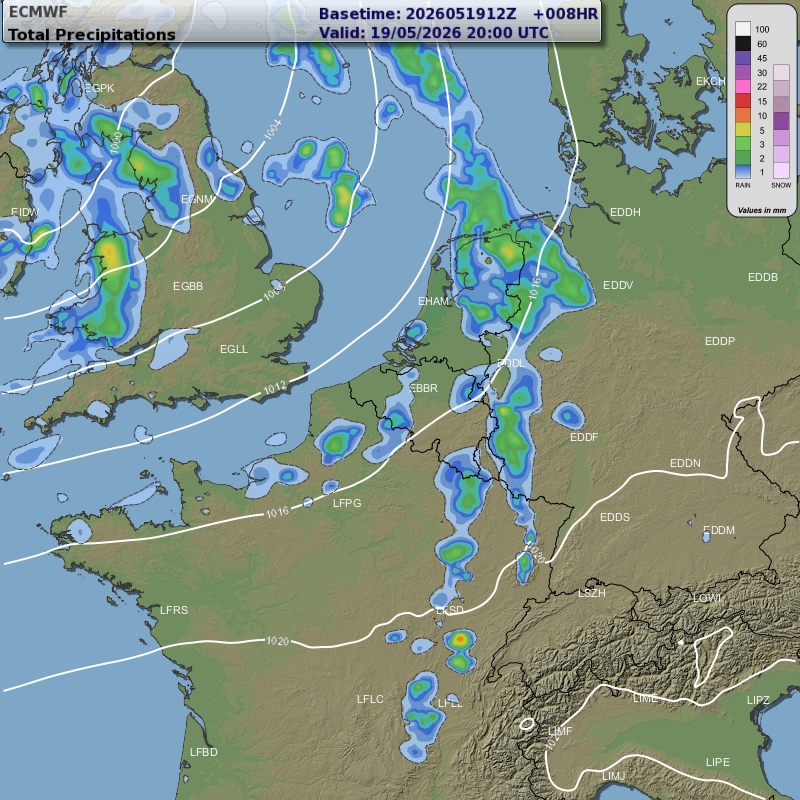 ECMWF
Basetime: 2026051912Z +008HR
Total Precipitations
Valid: 19/05/2026 20:00 UTC
100
60
45
30
22
15
10
5
3
2
1
RAIN
SNOW
Values in mm
EGPK
EKCH
1000
1004
EGNM
EIDW
EDDH
EGBB
EDDV
EDDB
1016
EHAM
EGLL
EDDP
EDDL
1012
EBBR
EDDF
EDDN
LFPG
1016
EDDS
EDDM
1020
LSZH
LOWI
LFRS
LFSD
1020
LFLC
LFLL
LIME
LIPZ
LIMF
LFBD
LIPE
LIMJ